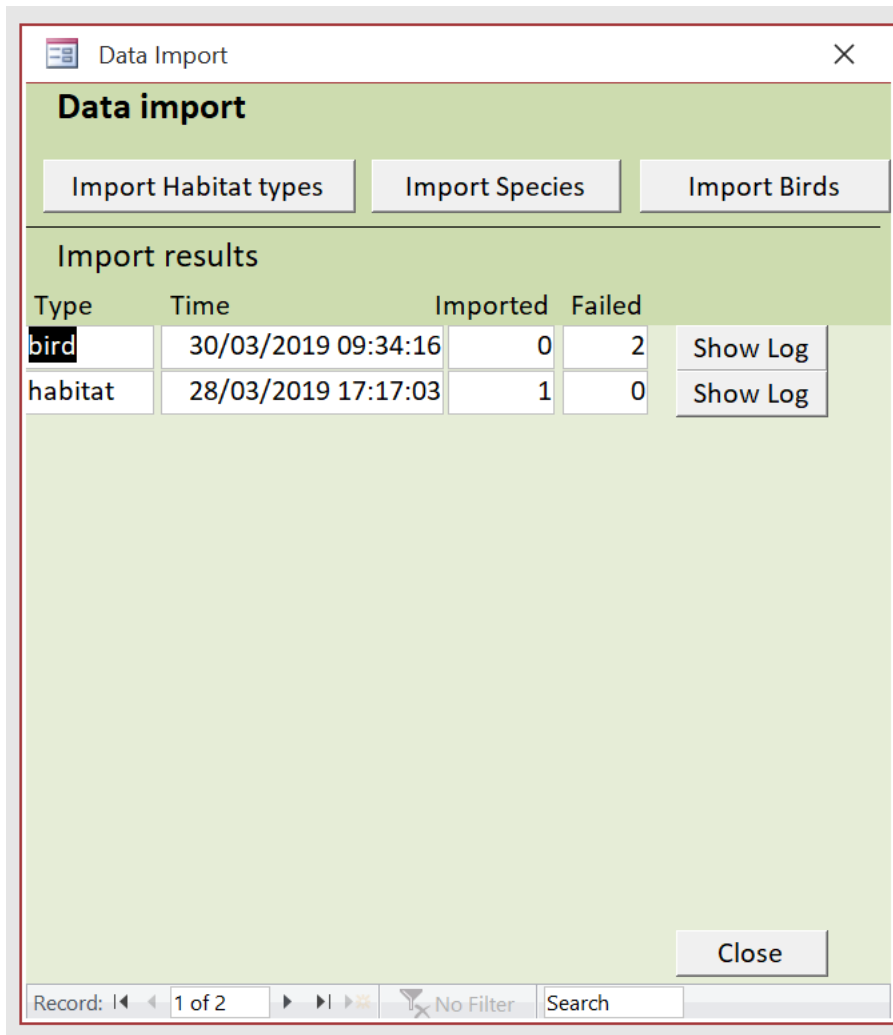 Data Import
Data import
Import Habitat types Import Species Import Birds
Import results
Type Time Imported Failed
bird 30/03/2019 09:34:16 0 2 Show Log
habitat 28/03/2019 17:17:03 1 0 Show Log
Close
Record: 1 of 2 No Filter Search